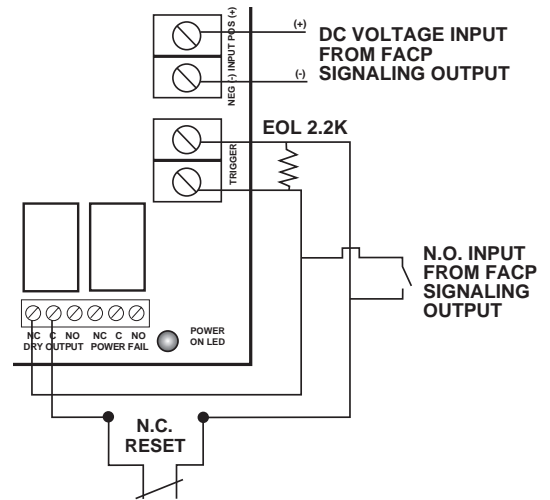 (+)
DC VOLTAGE INPUT
FROM FACP
SIGNALING OUTPUT
(-)
NEG (-) INPUT POS (+)
EOL 2.2K
TRIGGER
N.O. INPUT
FROM FACP
SIGNALING
OUTPUT
NC C NO NC C NO
DRY OUTPUT POWER FAIL
POWER
ON LED
N.C.
RESET